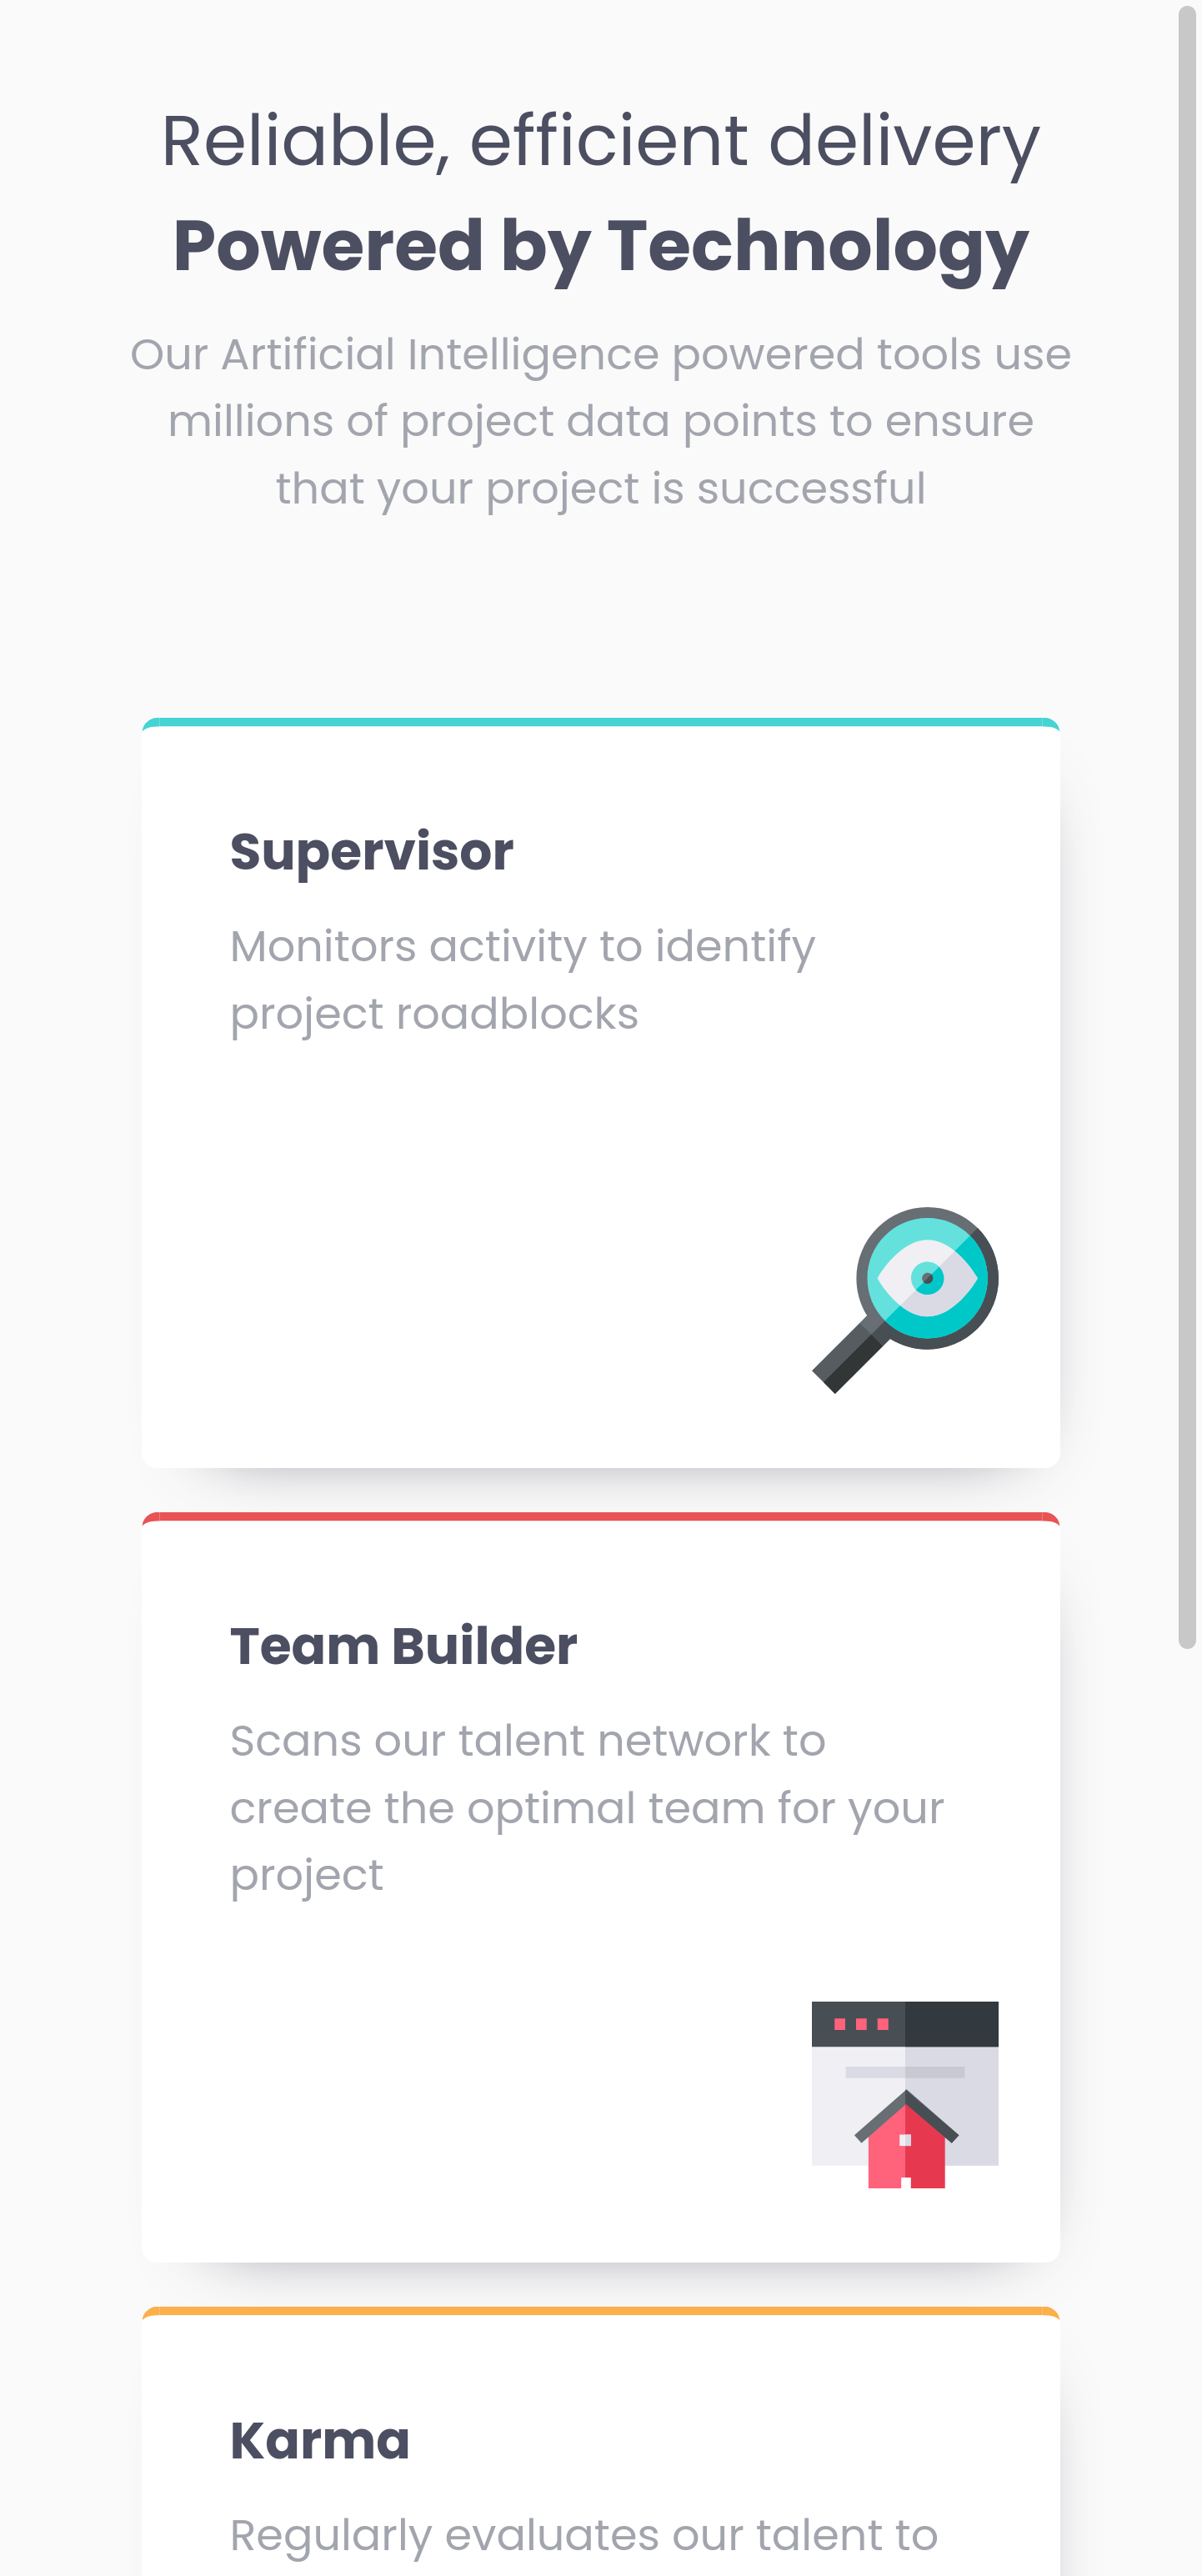 Reliable, efficient delivery
Powered by Technology
Our Artificial Intelligence powered tools use
millions of project data points to ensure
that your project is successful
Supervisor
Monitors activity to identify
project roadblocks
Team Builder
Scans our talent network to
create the optimal team for your
project
Karma
Regularly evaluates our talent to